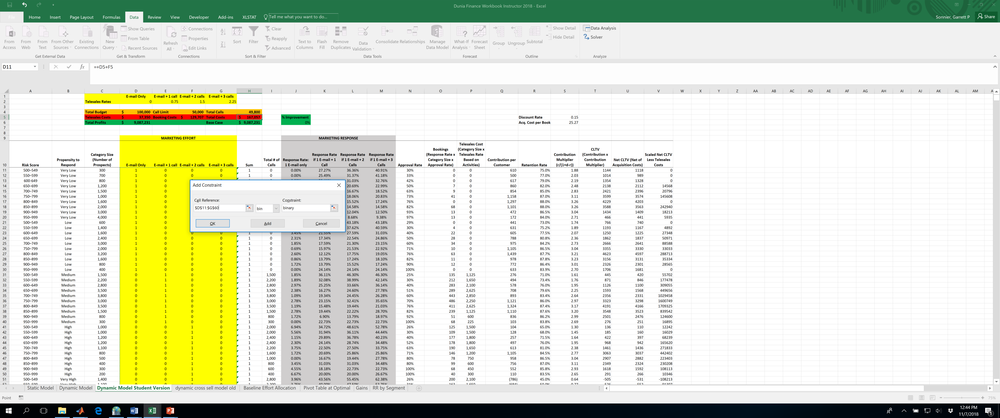 Dunia Finance Workbook Instructor 2018 - Excel
File Home Insert Page Layout Formulas Data Review View Developer Add-ins XLSTAT Tell me what you want to do... Sonnier, Garrett P Share
From Access From Web From Text From Other Sources Existing Connections New Query Show Queries From Table Recent Sources Refresh All Connections Properties Edit Links Sort Filter Clear Reapply Advanced Text to Columns Flash Fill Remove Duplicates Data Validation Consolidate Relationships Manage Data Model What-If Analysis Forecast Sheet Group Ungroup Subtotal Show Detail Hide Detail Data Analysis Solver
Get External Data Get & Transform Connections Sort & Filter Data Tools Forecast Outline Analyze
D11 fx =+D5+F5
A B C D E F G H I J K L M N O P Q R S T U V W X Y Z AA AB AC AD AE AF AG AH AI AJ AK AL AM A
1 E-mail Only E-mail + 1 call E-mail + 2 calls E-mail + 3 calls
2 Telesales Rates 0 0.75 1.5 2.25
3
4 Total Budget $ 100,000 Call Limit 50,000 Total Calls 49,800
5 Telesales Costs $ 37,350 Booking Costs $ 129,707 Total Costs $ 167,057 % Improvement Discount Rate 0.15
6 Total Profits $ 9,087,231 Base Case $ 9,087,231 0% Acq. Cost per Book 25.27
7
8
9 MARKETING EFFORT MARKETING RESPONSE
10 Risk Score Propensity to Respond Category Size (Number of Prospects) E-mail Only E-mail + 1 call E-mail + 2 calls E-mail + 3 calls Sum Total # of Calls Response Rate: 1 E-mail only Response Rate if 1 E-mail + 1 Call Response Rate if 1 E-mail + 2 Calls Response Rate if 1 E-mail + 3 Calls Approval Rate Bookings (Response Rate x Category Size x Approval Rate) Telesales Cost (Category Size x Telesales Rate Based on Activities) Contribution per Customer Retention Rate Contribution Multiplier (r/(1+d-r)) CLTV (Contribution x Contribution Multiplier) Net CLTV (Net of Acquisition Costs) Scaled Net CLTV Less Telesales Costs
11 500–549 Very Low 300 1 0 0 0 1 0 0.00% 27.27% 36.36% 40.91% 30% 0 0 610 75.0% 1.88 1144 1118 0
12 550–599 Very Low 700 1 0 0 0 1 0 0.00% 25.49% 31.37% 41.18% 33% 0 0 500 77.0% 2.03 1014 989 0
13 600-649 Very Low 800 1 0 31.03% 32.76% 42% 0 0 617 79.0% 2.19 1354 1328 0
14 650–699 Very Low 1,200 1 0 20.69% 22.99% 50% 7 0 860 82.0% 2.48 2138 2112 14568
15 700–749 Very Low 1,500 1 0 16.67% 18.52% 63% 9 0 854 85.0% 2.83 2421 2396 20796
16 750–799 Very Low 1,000 1 0 18.06% 20.83% 73% 41 0 1,158 87.0% 3.11 3599 3574 145608
17 800–849 Very Low 1,600 1 0 15.52% 17.24% 76% 0 0 1,297 88.0% 3.26 4229 4203 0
18 850–899 Very Low 2,000 1 0 14.58% 14.58% 82% 68 0 1,101 88.0% 3.26 3588 3563 242940
19 900–949 Very Low 3,000 1 0 12.04% 12.50% 93% 13 0 472 86.5% 3.04 1434 1409 18213
20 950–999 Very Low 4,000 1 0 8.68% 9.38% 97% 13 0 172 84.0% 2.71 466 441 5935
21 500–549 Low 600 1 0 43.18% 43.18% 29% 0 0 441 73.0% 1.74 766 740 0
22 550–599 Low 1,400 1 0 37.62% 40.59% 30% 4 0 631 75.2% 1.89 1193 1167 4892
Add Constraint
Cell Reference: Constraint:
$D$11:$G$60 bin binary
OK Add Cancel
23 600–649 Low 1,600 1 0 0 0 1 0 3.45% 21.55% 27.59% 31.03% 40% 22 0 605 77.5% 2.07 1250 1225 27348
24 650–699 Low 2,400 1 0 0 0 1 0 2.31% 17.34% 22.54% 24.86% 50% 28 0 788 80.8% 2.36 1862 1837 50971
25 700–749 Low 3,000 1 0 0 0 1 0 1.85% 17.59% 21.30% 23.15% 60% 34 0 975 84.2% 2.73 2666 2641 88588
26 750–799 Low 2,000 1 0 0 0 1 0 0.69% 15.97% 21.53% 22.92% 71% 10 0 1,105 86.5% 3.04 3355 3330 33033
27 800–849 Low 3,200 1 0 0 0 1 0 2.60% 12.12% 17.75% 19.05% 76% 63 0 1,439 87.7% 3.21 4623 4597 288713
28 850–899 Low 1,600 1 0 0 0 1 0 0.86% 13.79% 17.24% 18.10% 82% 11 0 978 87.8% 3.23 3156 3131 35334
29 900–949 Low 800 1 0 0 0 1 0 1.72% 13.79% 15.52% 17.24% 90% 12 0 772 86.4% 3.01 2326 2301 28565
30 950–999 Low 400 1 0 0 0 1 0 0.00% 24.14% 24.14% 24.14% 100% 0 0 633 83.9% 2.70 1706 1681 0
31 500–549 Medium 1,500 0 1 0 0 1 1,500 1.85% 36.11% 46.30% 46.30% 25% 135 1,125 276 71.0% 1.61 445 420 55702
32 550–599 Medium 2,200 0 1 0 0 1 2,200 1.89% 32.08% 38.99% 42.14% 30% 212 1,650 494 73.4% 1.76 871 846 177478
33 600–649 Medium 2,800 0 1 0 0 1 2,800 2.97% 25.25% 33.66% 36.14% 40% 283 2,100 578 76.0% 1.95 1126 1100 309055
34 650–699 Medium 3,500 0 1 0 0 1 3,500 2.38% 16.27% 24.60% 27.78% 51% 289 2,625 708 79.6% 2.25 1593 1568 449656
35 700–749 Medium 3,800 0 1 0 0 1 3,800 1.09% 19.34% 24.45% 26.28% 60% 443 2,850 893 83.4% 2.64 2356 2331 1029458
36 750–799 Medium 3,000 0 1 0 0 1 3,000 2.78% 23.15% 32.41% 35.65% 70% 486 2,250 1,121 86.0% 2.97 3323 3298 1600749
37 800–849 Medium 3,500 0 1 0 0 1 3,500 1.19% 15.48% 19.44% 21.03% 76% 411 2,625 1,324 87.4% 3.17 4191 4166 1709325
38 850–899 Medium 1,500 0 1 0 0 1 1,500 2.78% 19.44% 22.22% 28.70% 82% 239 1,125 1,110 87.6% 3.20 3548 3523 839542
39 900–949 Medium 800 0 1 0 0 1 800 1.72% 6.90% 13.79% 18.97% 92% 51 600 836 86.2% 2.99 2501 2476 124600
40 950–999 Medium 300 0 1 0 0 1 300 0.00% 22.73% 22.73% 22.73% 100% 68 225 103 83.8% 2.69 276 251 16895
41 500–549 High 1,000 0 0 1 0 1 2,000 6.94% 34.72% 48.61% 52.78% 26% 125 1,500 104 65.0% 1.30 136 110 12242
42 550–599 High 1,000 0 0 1 0 1 2,000 5.56% 31.94% 36.11% 44.44% 30% 109 1,500 128 68.0% 1.45 185 160 16029
43 600–649 High 1,200 0 0 1 0 1 2,400 1.15% 29.89% 36.78% 40.23% 40% 177 1,800 257 71.5% 1.64 422 397 68239
44 650–699 High 1,200 0 0 1 0 1 2,400 2.30% 24.14% 28.74% 34.48% 52% 178 1,800 497 76.0% 1.95 968 942 165620
45 700–749 High 1,100 0 0 1 0 1 2,200 3.75% 22.50% 27.50% 33.75% 63% 190 1,650 613 81.0% 2.38 1461 1436 271833
46 750–799 High 800 0 0 1 0 1 1,600 1.72% 20.69% 25.86% 25.86% 71% 146 1,200 1,105 84.5% 2.77 3063 3037 442402
47 800–849 High 500 0 0 1 0 1 1,000 0.00% 16.67% 19.44% 27.78% 80% 78 750 958 86.5% 3.04 2907 2882 223403
48 850–899 High 400 0 0 1 0 1 800 3.45% 31.03% 31.03% 34.48% 80% 99 600 756 87.0% 3.11 2349 2324 230208
49 900–949 High 300 0 0 1 0 1 600 4.55% 18.18% 22.73% 22.73% 100% 68 450 552 85.8% 2.93 1618 1592 108113
50 950–999 High 200 0 0 1 0 1 400 6.67% 20.00% 20.00% 26.67% 100% 40 300 110 83.5% 2.65 291 266 10346
51 500–549 Very High 1,400 0 0 1 0 1 2,800 3.96% 43.56% 55.45% 62.38% 26% 200 2,100 (786) 45.0% 0.64 -505 -531 -108213
Static Model Dynamic Model Dynamic Model Student Version dynamic cross sell model old Baseline Effort Allocation Pivot Table at Optimal Gains RR by Segment
Point 75%
12:44 PM
11/7/2018